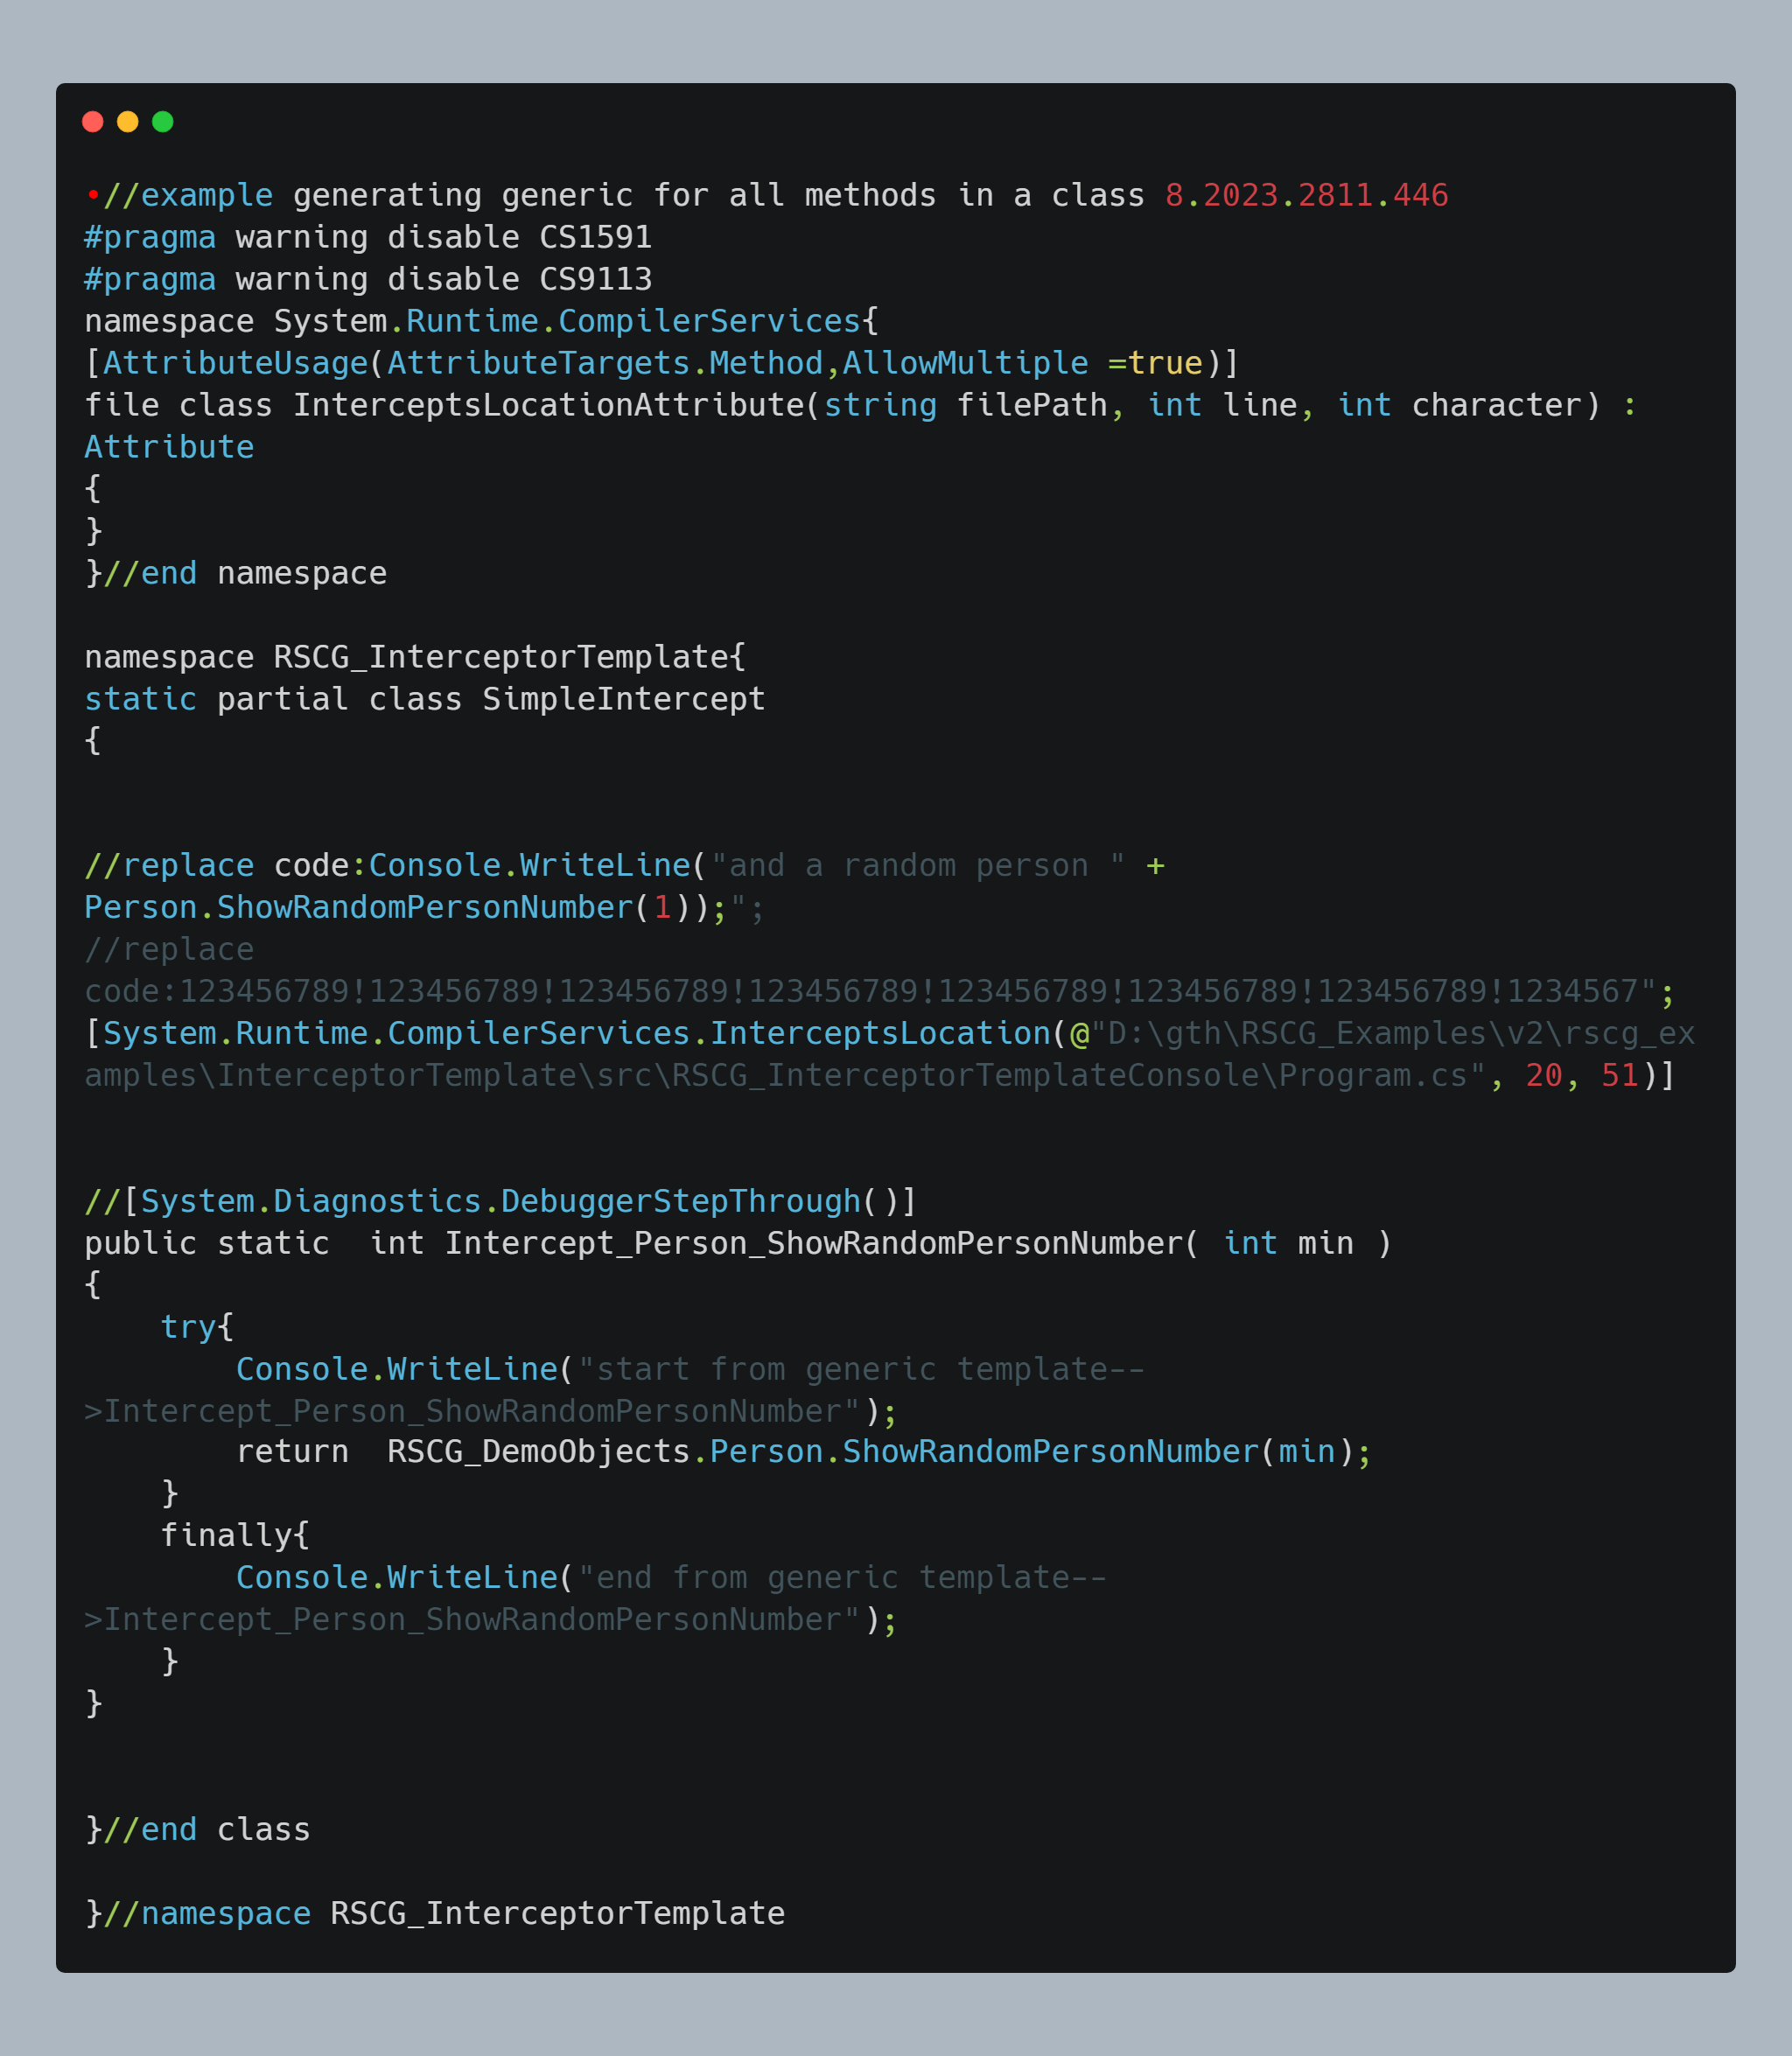 •//example generating generic for all methods in a class 8.2023.2811.446
#pragma warning disable CS1591
#pragma warning disable CS9113
namespace System.Runtime.CompilerServices{
[AttributeUsage(AttributeTargets.Method,AllowMultiple =true)]
file class InterceptsLocationAttribute(string filePath, int line, int character) :
Attribute
{
}
}//end namespace

namespace RSCG_InterceptorTemplate{
static partial class SimpleIntercept
{


//replace code:Console.WriteLine("and a random person " +
Person.ShowRandomPersonNumber(1));";
//replace
code:123456789!123456789!123456789!123456789!123456789!123456789!123456789!1234567";
[System.Runtime.CompilerServices.InterceptsLocation(@"D:\gth\RSCG_Examples\v2\rscg_ex
amples\InterceptorTemplate\src\RSCG_InterceptorTemplateConsole\Program.cs", 20, 51)]


//[System.Diagnostics.DebuggerStepThrough()]
public static  int Intercept_Person_ShowRandomPersonNumber( int min )
{
    try{
        Console.WriteLine("start from generic template--
>Intercept_Person_ShowRandomPersonNumber");
        return  RSCG_DemoObjects.Person.ShowRandomPersonNumber(min);
    }
    finally{
        Console.WriteLine("end from generic template--
>Intercept_Person_ShowRandomPersonNumber");
    }
}


}//end class

}//namespace RSCG_InterceptorTemplate